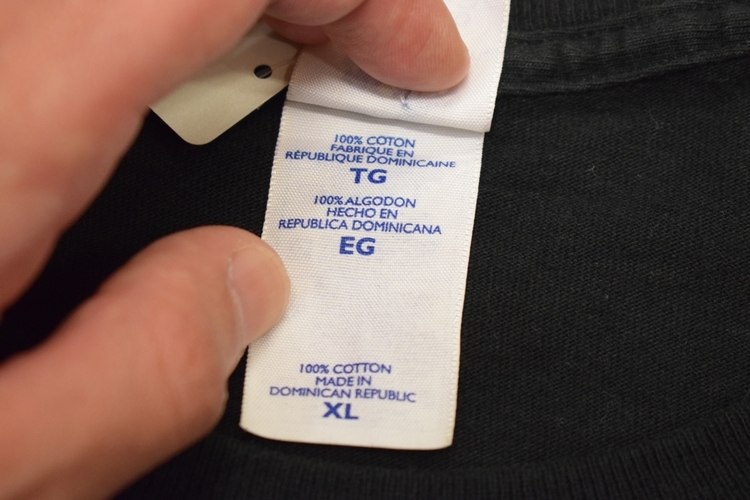 100% COTON
FABRIQUE EN
RÉPUBLIQUE DOMINICAINE
TG
100% ALGODON
HECHO EN
REPUBLICA DOMINICANA
EG
100% COTTON
MADE IN
DOMINICAN REPUBLIC
XL